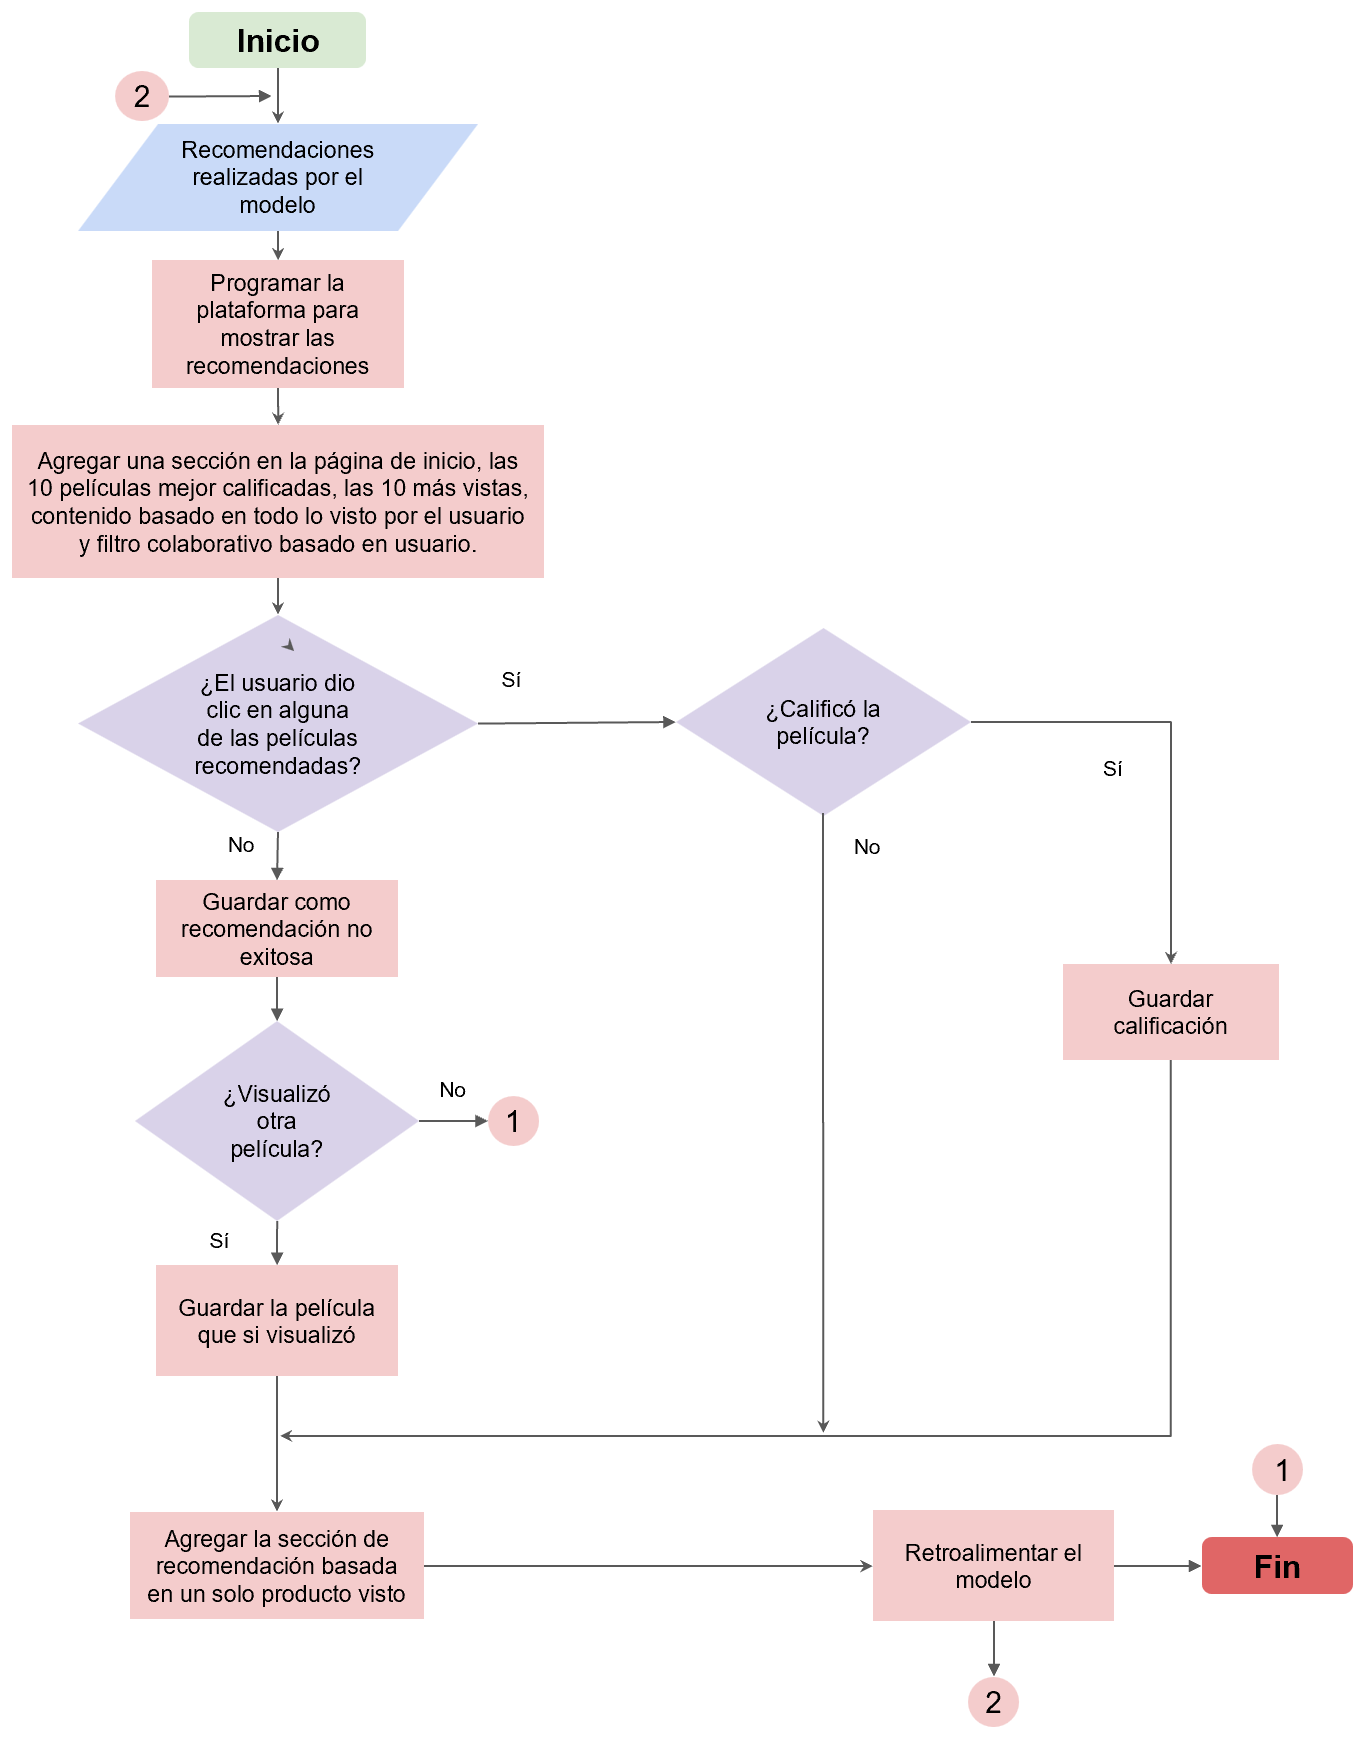 Inicio
2
Recomendaciones
realizadas por el
modelo
Programar la
plataforma para
mostrar las
recomendaciones
Agregar una sección en la página de inicio, las
10 películas mejor calificadas, las 10 más vistas,
contenido basado en todo lo visto por el usuario
y filtro colaborativo basado en usuario.
¿El usuario dio
clic en alguna
de las películas
recomendadas?
Sí
¿Calificó la
película?
Sí
No
No
Guardar como
recomendación no
exitosa
Guardar
calificación
¿Visualizó
otra
película?
No
1
Sí
Guardar la película
que si visualizó
1
Agregar la sección de
recomendación basada
en un solo producto visto
Retroalimentar el
modelo
Fin
2